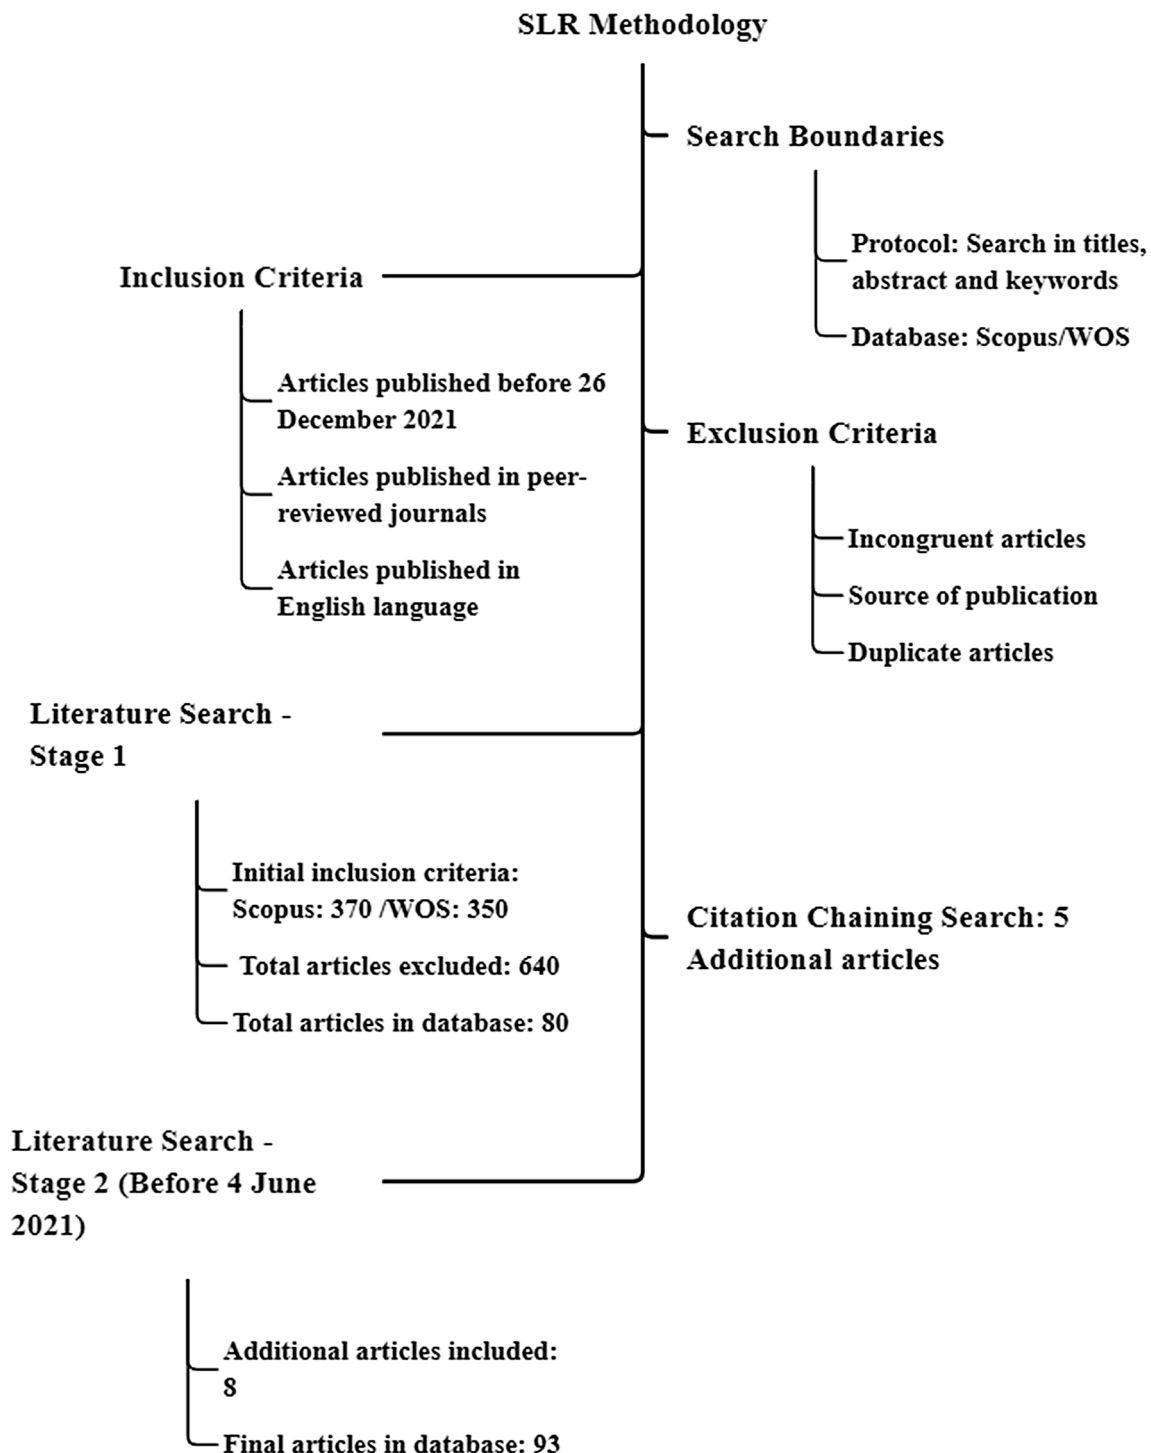 SLR Methodology
Search Boundaries
Protocol: Search in titles,
abstract and keywords
Database: Scopus/WOS
Inclusion Criteria
Articles published before 26
December 2021
Articles published in peer-
reviewed journals
Articles published in
English language
Exclusion Criteria
Incongruent articles
Source of publication
Duplicate articles
Literature Search -
Stage 1
Initial inclusion criteria:
Scopus: 370 /WOS: 350
Total articles excluded: 640
Total articles in database: 80
Citation Chaining Search: 5
Additional articles
Literature Search -
Stage 2 (Before 4 June
2021)
Additional articles included:
8
Final articles in database: 93